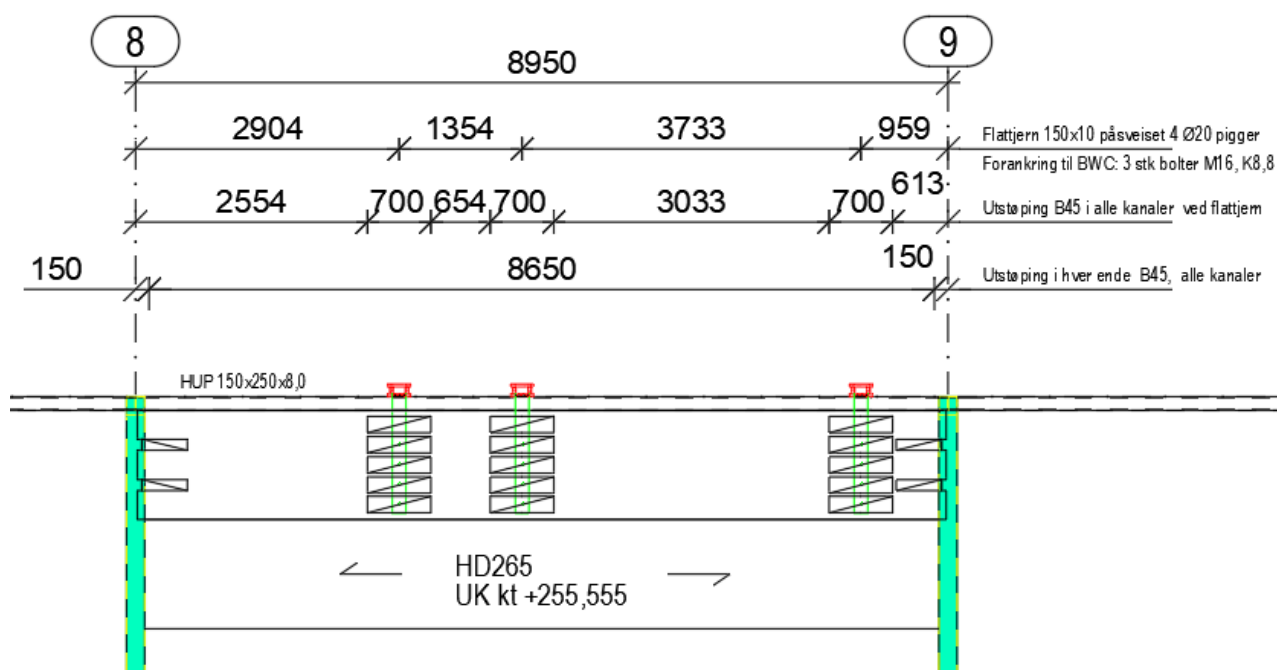 8 9
8950
2904 1354 3733 959 Flattjern 150x10 påsveiset 4 Ø20 pigger
Forankring til BWC: 3 stk bolter M16, K8,8
2554 700 654 700 3033 700 613 Utstøping B45 i alle kanaler ved flattjern
150 8650 150 Utstøping i hver ende B45, alle kanaler
HUP 150x250x8,0
HD265
UK kt +255,555